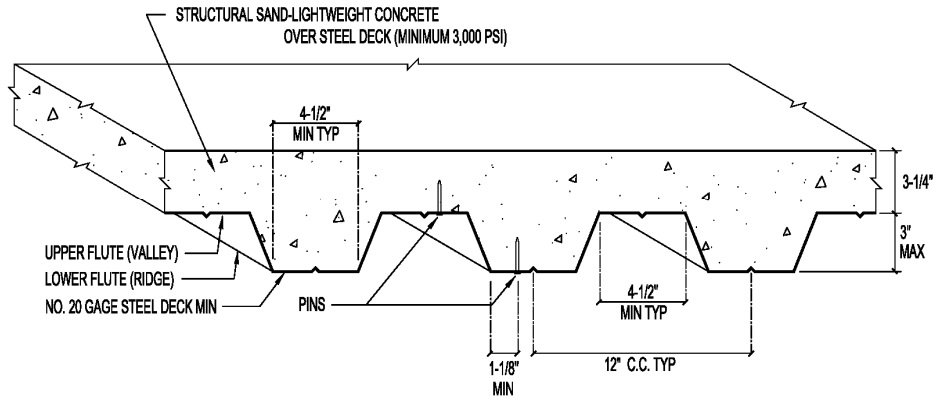 STRUCTURAL SAND-LIGHTWEIGHT CONCRETE
OVER STEEL DECK (MINIMUM 3,000 PSI)
4-1/2"
MIN TYP
3-1/4"
3"
MAX
UPPER FLUTE (VALLEY)
LOWER FLUTE (RIDGE)
NO. 20 GAGE STEEL DECK MIN
PINS
4-1/2"
MIN TYP
1-1/8"
MIN
12" C.C. TYP